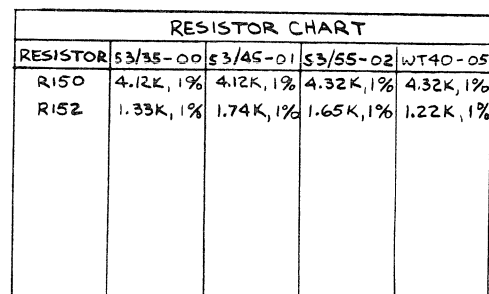 RESISTOR CHART
RESISTOR 53/35-00 53/45-01 53/55-02 WT40-05
R150 4.12K, 1% 4.12K, 1% 4.32K, 1% 4.32K, 1%
R152 1.33K, 1% 1.74K, 1% 1.65K, 1% 1.22K, 1%